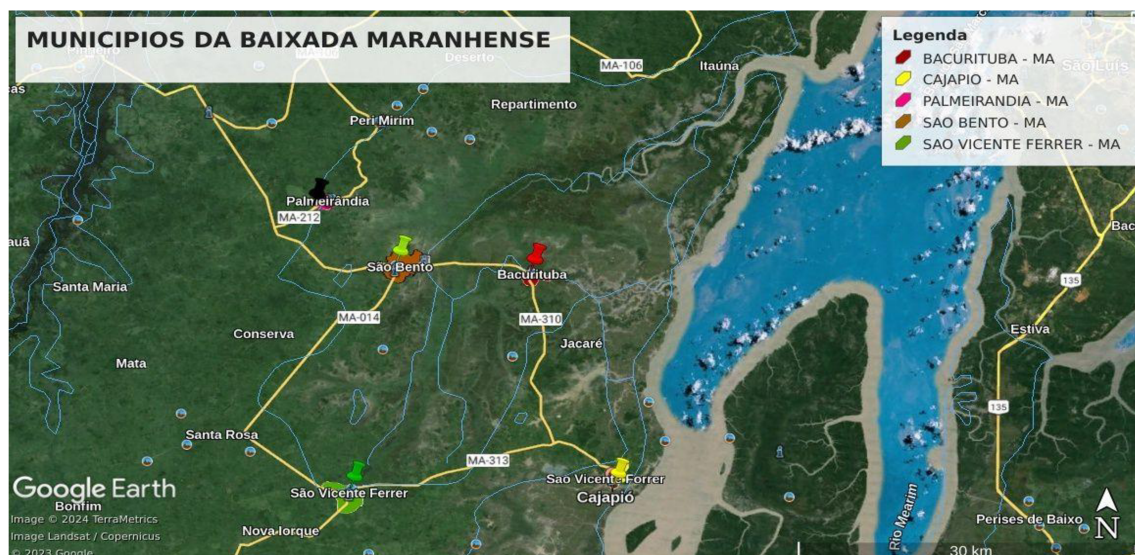 MUNICIPIOS DA BAIXADA MARANHENSE
Legenda
BACURITUBA - MA
CAJAPIO - MA
PALMEIRANDIA - MA
SAO BENTO - MA
SAO VICENTE FERRER - MA
Deserto
MA-106
Itaúna
São Luís
Repartimento
Peri Mirim
Palmeirândia
MA-212
São Bento
Bacurituba
Santa Maria
135
MA-014
MA-310
Conserva
Jacaré
Estiva
Mata
135
Santa Rosa
MA-313
São Vicente Ferrer
Sao Vicente Forrer
Cajapió
Google Earth
Bonfim
Nova Iorque
Rio Mearim
Perises de Baixo
N
Image © 2024 TerraMetrics
Image Landsat / Copernicus
© 2023 Google
30 km